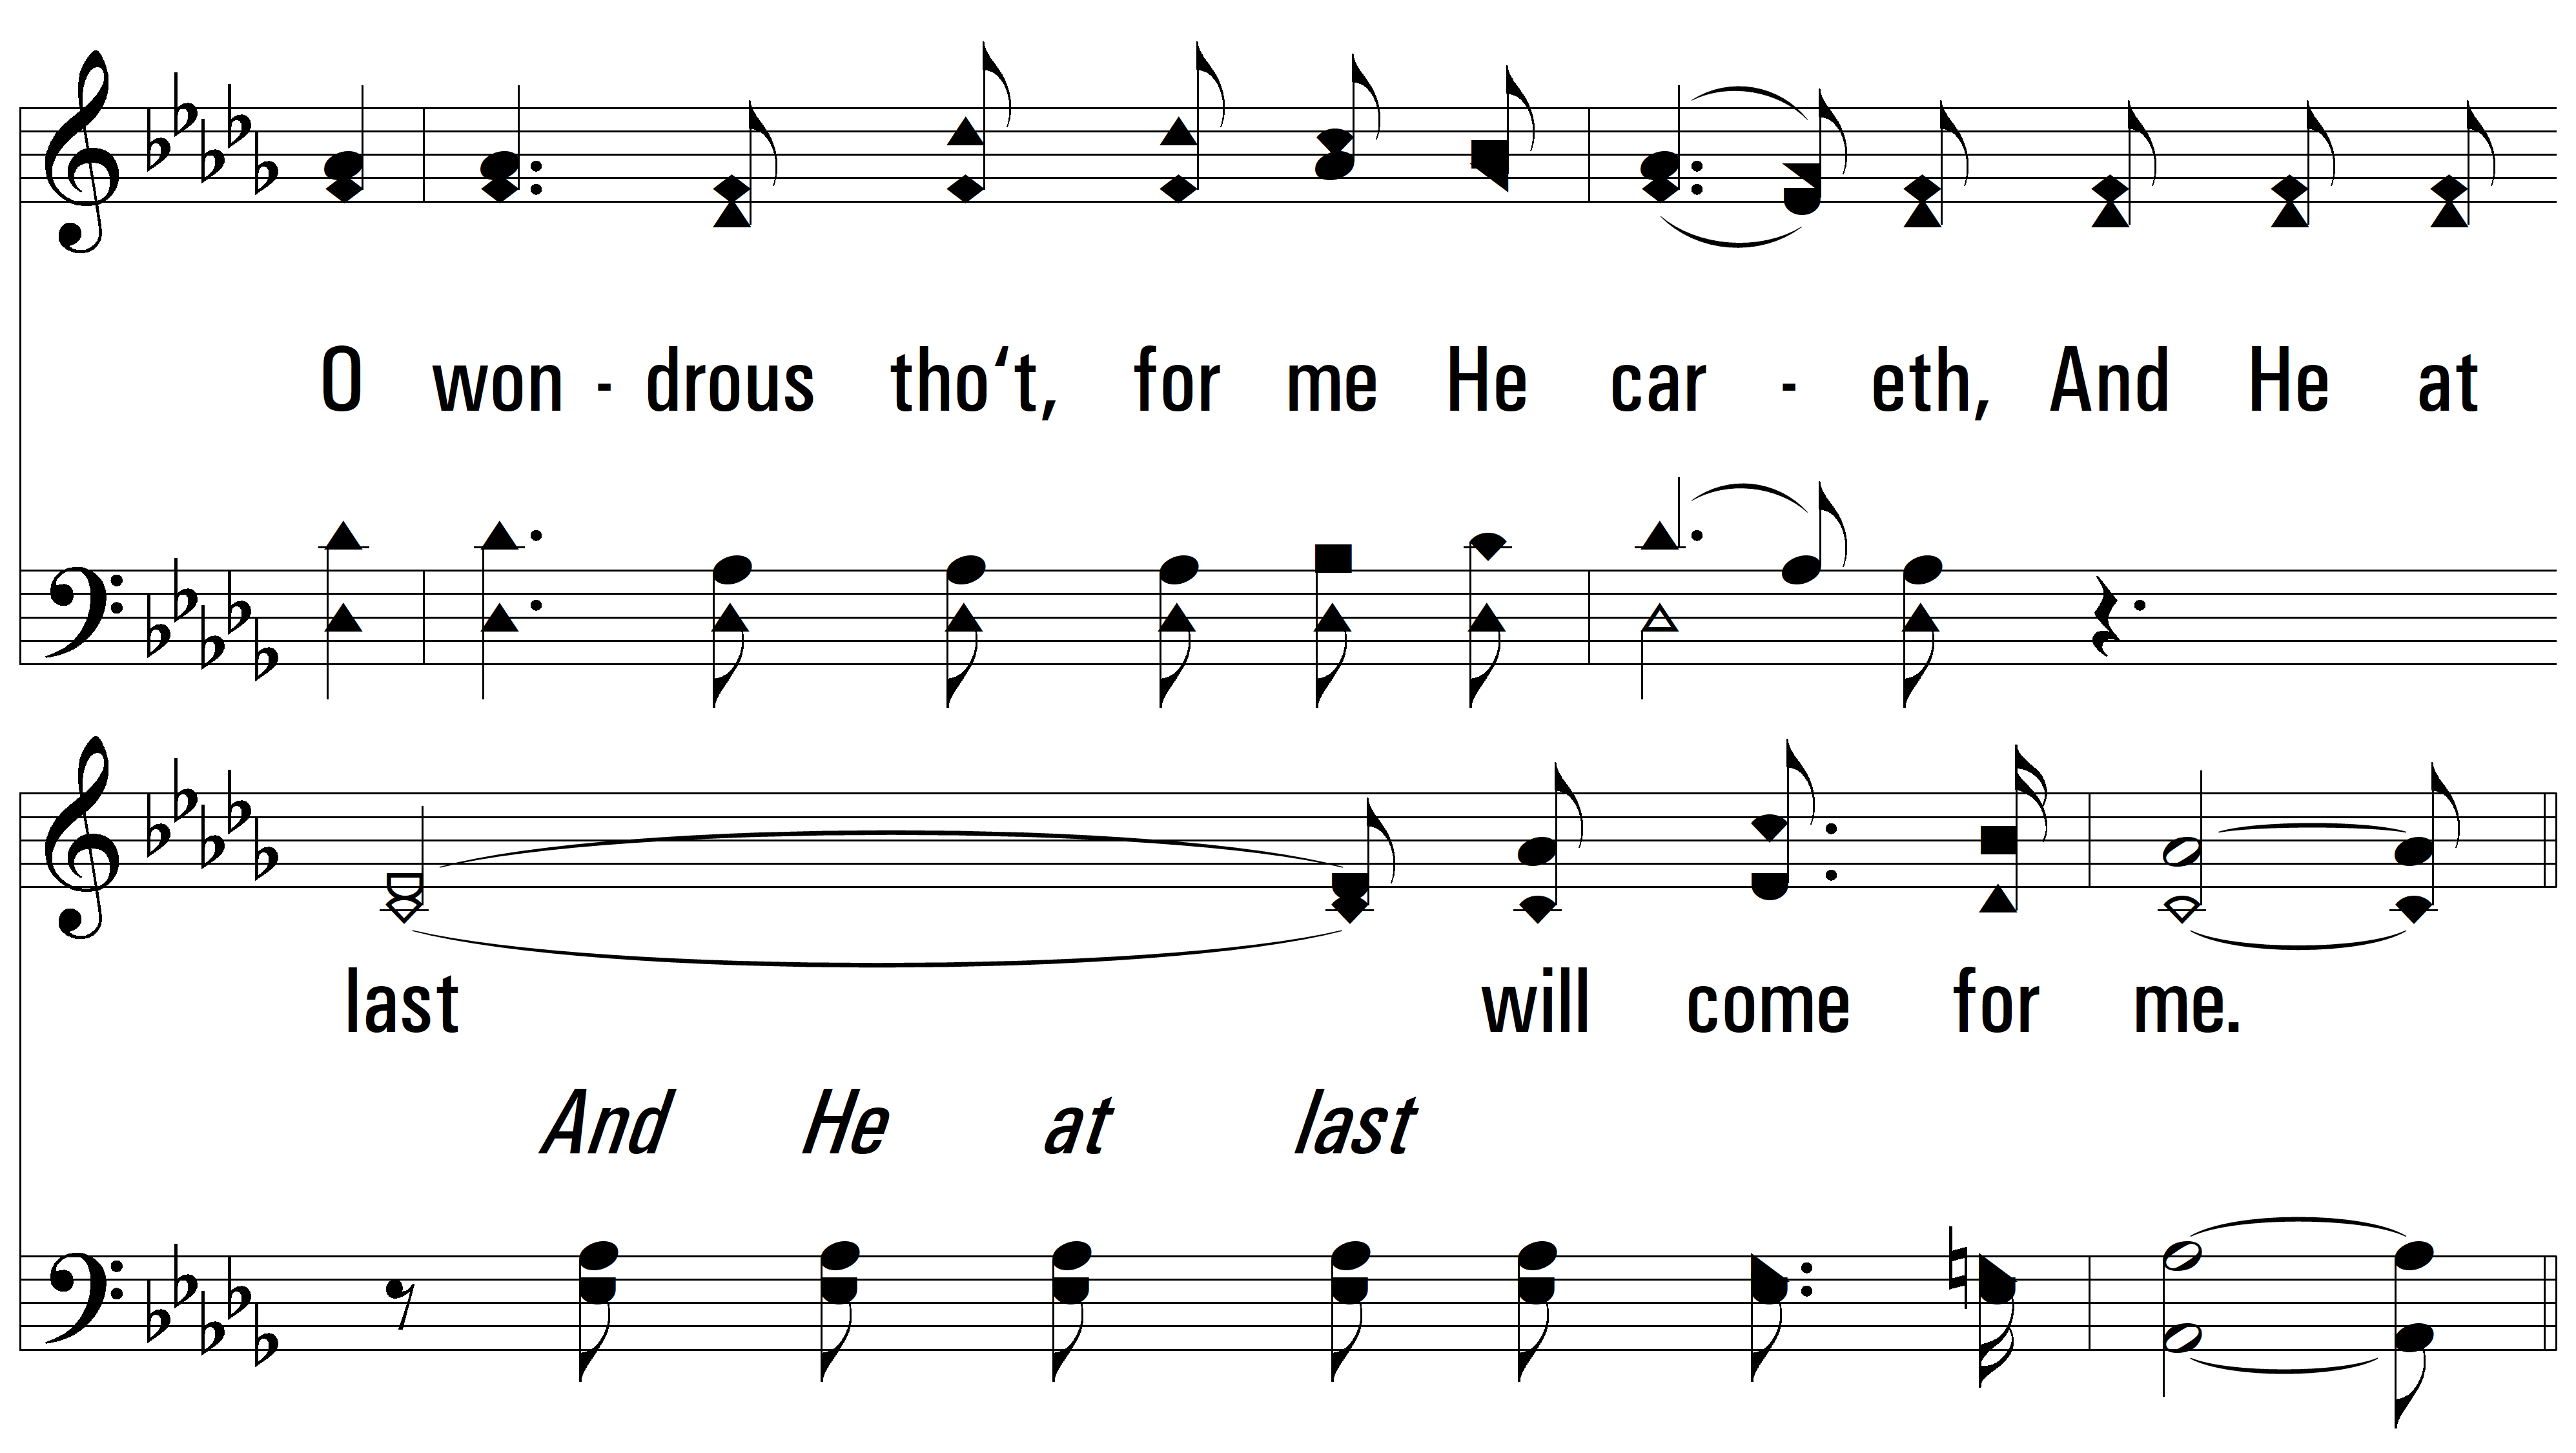 O won - drous tho‘t, for me He car - eth, And He at
last will come for me.
And He at last